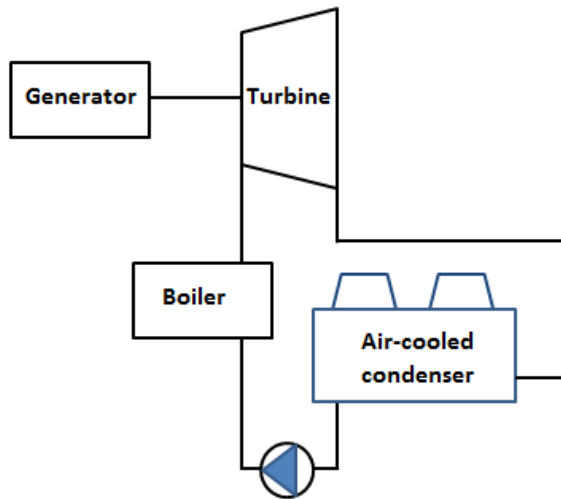 Generator
Turbine
Boiler
Air-cooled
condenser